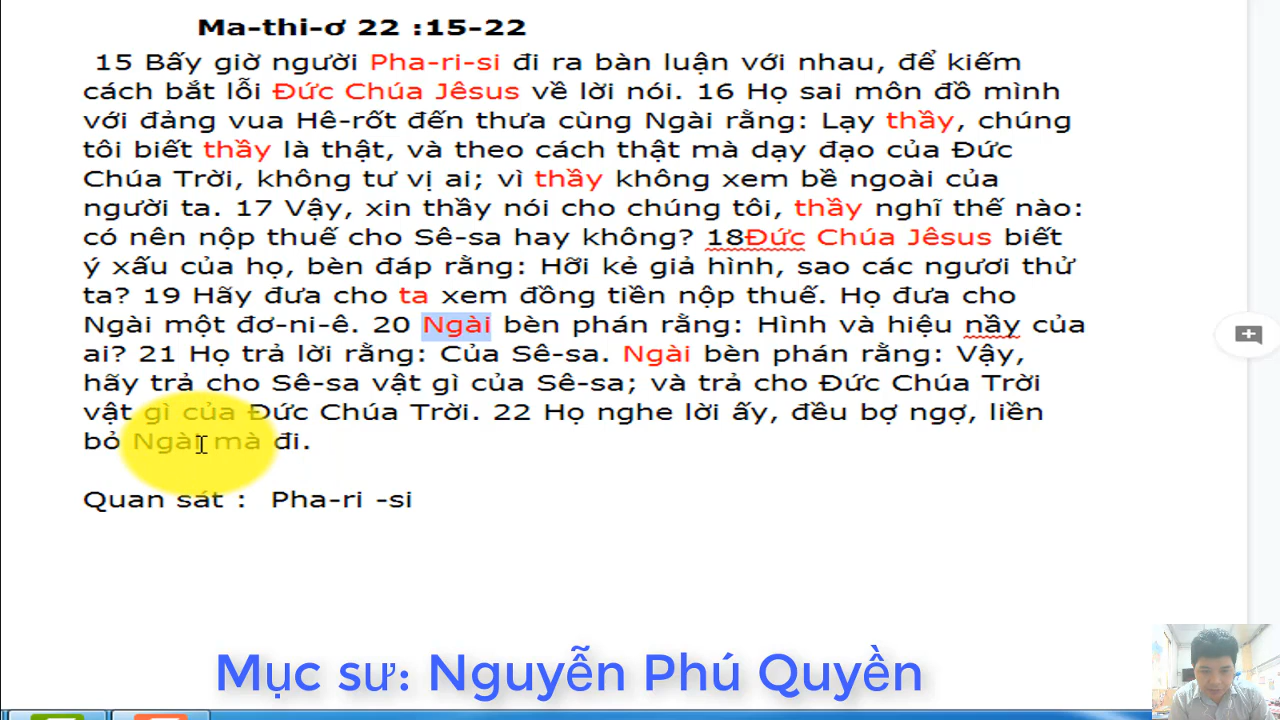 Ma-thi-ơ 22 :15-22
15 Bấy giờ người Pha-ri-si đi ra bàn luận với nhau, để kiếm
cách bắt lỗi Đức Chúa Jêsus về lời nói. 16 Họ sai môn đồ mình
với đảng vua Hê-rốt đến thưa cùng Ngài rằng: Lạy thầy, chúng
tôi biết thầy là thật, và theo cách thật mà dạy đạo của Đức
Chúa Trời, không tư vị ai; vì thầy không xem bề ngoài của
người ta. 17 Vậy, xin thầy nói cho chúng tôi, thầy nghĩ thế nào:
có nên nộp thuế cho Sê-sa hay không? 18Đức Chúa Jêsus biết
ý xấu của họ, bèn đáp rằng: Hỡi kẻ giả hình, sao các ngươi thử
ta? 19 Hãy đưa cho ta xem đồng tiền nộp thuế. Họ đưa cho
Ngài một đơ-ni-ê. 20 Ngài bèn phán rằng: Hình và hiệu nầy của
ai? 21 Họ trả lời rằng: Của Sê-sa. Ngài bèn phán rằng: Vậy,
hãy trả cho Sê-sa vật gì của Sê-sa; và trả cho Đức Chúa Trời
vật gì của Đức Chúa Trời. 22 Họ nghe lời ấy, đều bợ ngợ, liền
bỏ Ngài mà đi.
Quan sát : Pha-ri -si
Mục sư: Nguyễn Phú Quyền